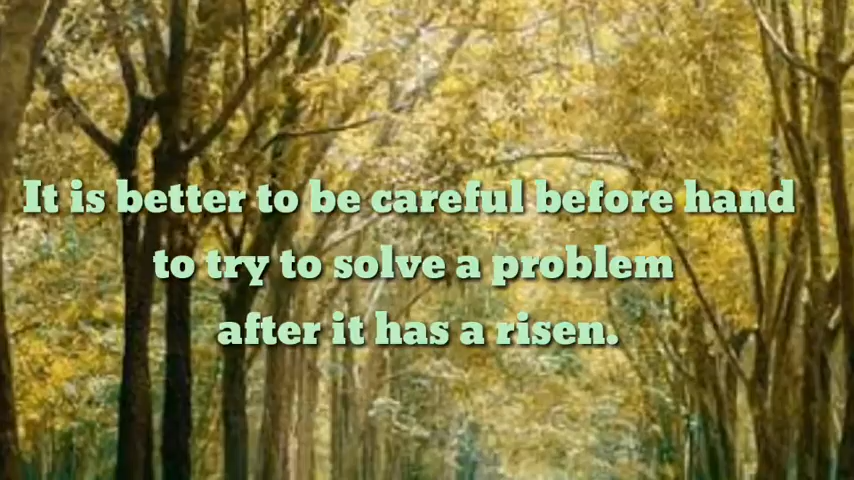 It is better to be careful before hand
to try to solve a problem
after it has a risen.